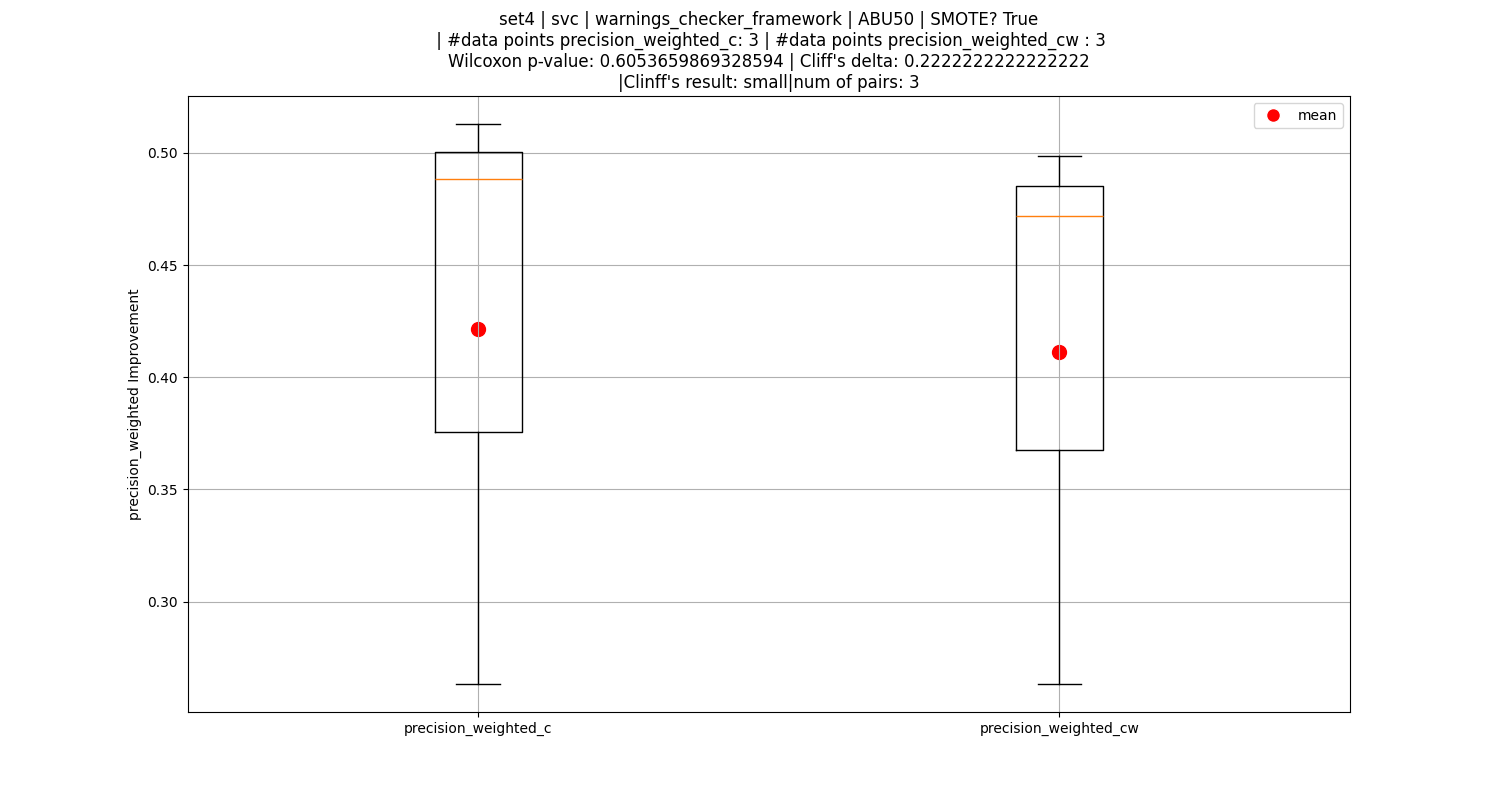 set4 | svc | warnings_checker_framework | ABU50 | SMOTE? True
| #data points precision_weighted_c: 3 | #data points precision_weighted_cw : 3
Wilcoxon p-value: 0.6053659869328594 | Cliff's delta: 0.2222222222222222
|Clinff's result: small|num of pairs: 3
mean
0.50
0.45
0.40
0.35
0.30
precision_weighted Improvement
precision_weighted_c
precision_weighted_cw